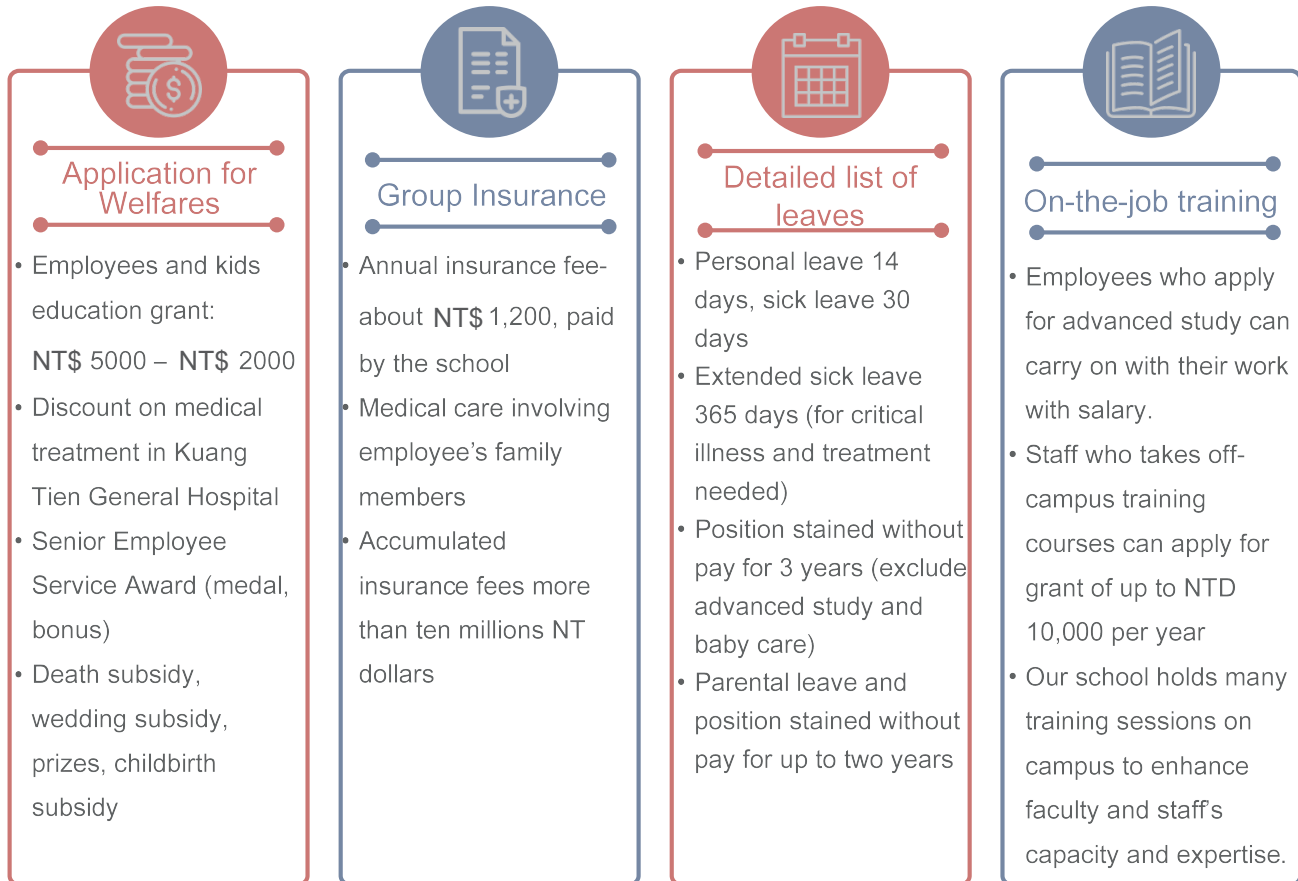 Application for
Welfares
• Employees and kids
education grant:
NT$ 5000 – NT$ 2000
• Discount on medical
treatment in Kuang
Tien General Hospital
• Senior Employee
Service Award (medal,
bonus)
• Death subsidy,
wedding subsidy,
prizes, childbirth
subsidy
Group Insurance
• Annual insurance fee-
about NT$ 1,200, paid
by the school
• Medical care involving
employee's family
members
• Accumulated
insurance fees more
than ten millions NT
dollars
Detailed list of
leaves
• Personal leave 14
days, sick leave 30
days
• Extended sick leave
365 days (for critical
illness and treatment
needed)
• Position stained without
pay for 3 years (exclude
advanced study and
baby care)
• Parental leave and
position stained without
pay for up to two years
On-the-job training
• Employees who apply
for advanced study can
carry on with their work
with salary.
• Staff who takes off-
campus training
courses can apply for
grant of up to NTD
10,000 per year
• Our school holds many
training sessions on
campus to enhance
faculty and staff's
capacity and expertise.